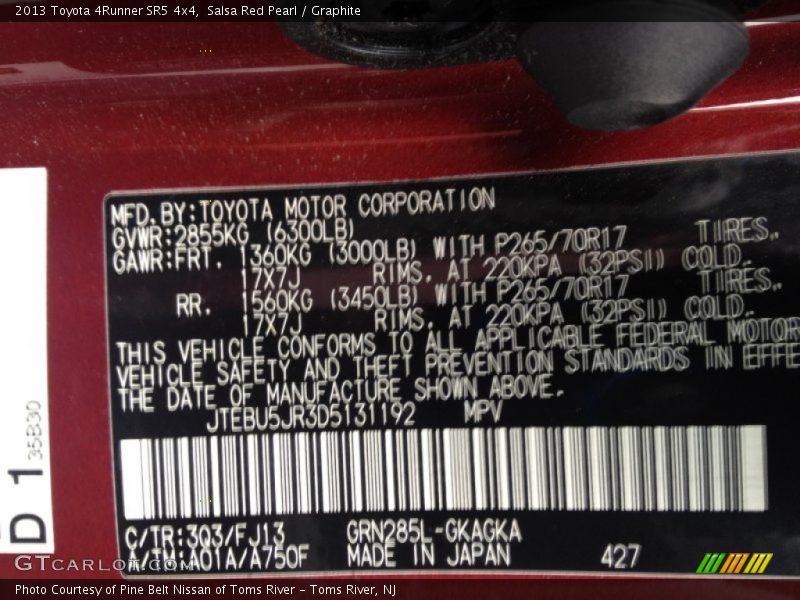 2013 Toyota 4Runner SR5 4x4, Salsa Red Pearl / Graphite
MFD. BY: TOYOTA MOTOR CORPORATION
GVWR: 2855KG (6300LB)
GAWR: FRT. 1360KG (3000LB) WITH P265/70R17 TIRES,
17X7J RIMS, AT 220KPA (32PSI) COLD.
RR. 1560KG (3450LB) WITH P265/70R17 TIRES,
17X7J RIMS, AT 220KPA (32PSI) COLD.
THIS VEHICLE CONFORMS TO ALL APPLICABLE FEDERAL MOTOR
VEHICLE SAFETY AND THEFT PREVENTION STANDARDS IN EFFE
THE DATE OF MANUFACTURE SHOWN ABOVE.
JTEBU5JR3D5131192 MPV
C/TR: 3Q3/FJ13 GRN285L-GKAGKA
A/TM: A01A/A750F MADE IN JAPAN 427
D 1 35B30
GTcarlot.com
Photo Courtesy of Pine Belt Nissan of Toms River - Toms River, NJ